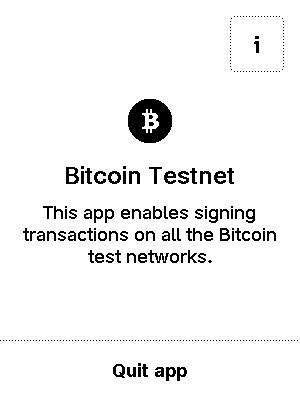 i
Bitcoin Testnet
This app enables signing
transactions on all the Bitcoin
test networks.
Quit app